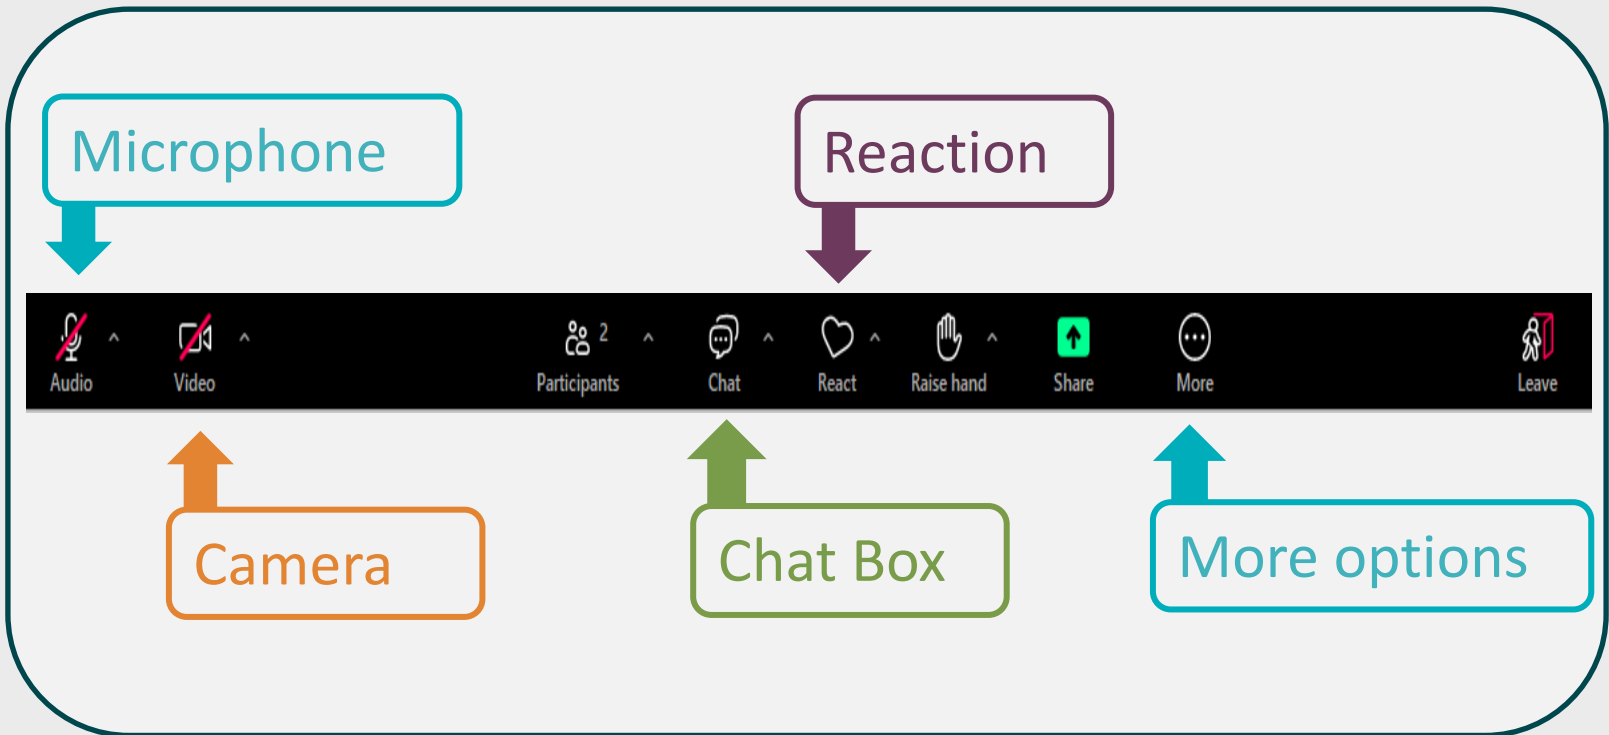 Microphone
Reaction
2
Audio
Video
Participants
Chat
React
Raise hand
Share
More
Leave
Camera
Chat Box
More options